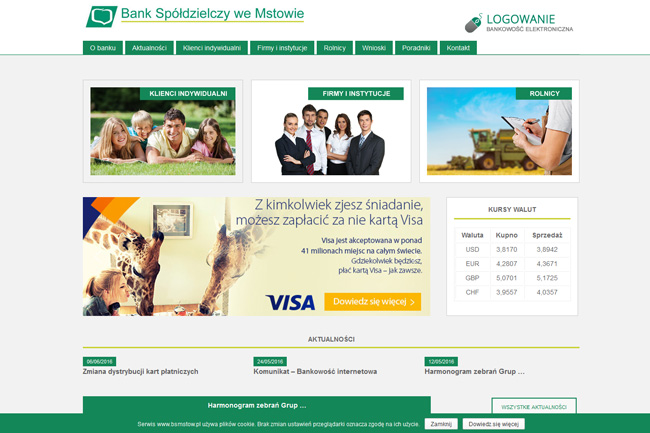 Bank Spółdzielczy we Mstowie
LOGOWANIE
BANKOWOŚĆ ELEKTRONICZNA
O banku Aktualności Klienci indywidualni Firmy i instytucje Rolnicy Wnioski Poradniki Kontakt
KLIENCI INDYWIDUALNI
FIRMY I INSTYTUCJE
ROLNICY
Z kimkolwiek zjesz śniadanie,
możesz zapłacić za nie kartą Visa
Visa jest akceptowana w ponad
41 milionach miejsc na całym świecie.
Gdziekolwiek będziesz,
płać kartą Visa – jak zawsze.
VISA
Dowiedz się więcej >
KURSY WALUT
Waluta Kupno Sprzedaż
USD 3,8170 3,8942
EUR 4,2807 4,3671
GBP 5,0701 5,1725
CHF 3,9557 4,0357
AKTUALNOŚCI
06/06/2016
Zmiana dystrybucji kart płatniczych
24/05/2016
Komunikat – Bankowość internetowa
12/05/2016
Harmonogram zebrań Grup ...
Harmonogram zebrań Grup ...
WSZYSTKIE AKTUALNOŚCI
Serwis www.bsmstow.pl używa plików cookie. Brak zmian ustawień przeglądarki oznacza zgodę na ich użycie. Zamknij Dowiedz się więcej